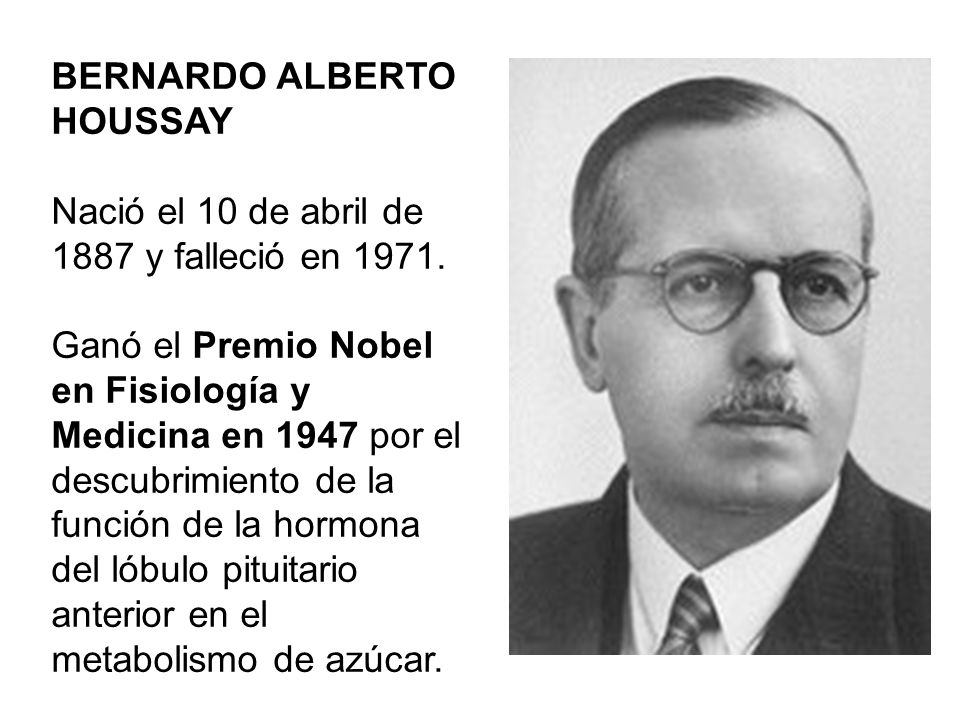 BERNARDO ALBERTO
HOUSSAY
Nació el 10 de abril de
1887 y falleció en 1971.
Ganó el Premio Nobel
en Fisiología y
Medicina en 1947 por el
descubrimiento de la
función de la hormona
del lóbulo pituitario
anterior en el
metabolismo de azúcar.